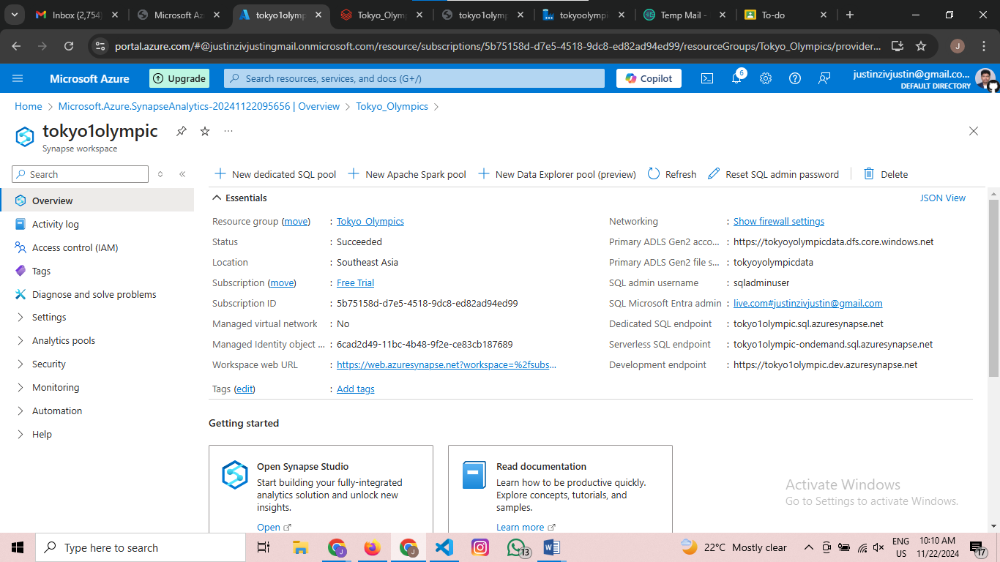 Inbox (2,754)
Microsoft Az
tokyo1olymp
Tokyo_Olymp
tokyo1olymp
tokyoolympi
Temp Mail -
To-do
portal.azure.com/#@justinzivjustingmail.onmicrosoft.com/resource/subscriptions/5b75158d-d7e5-4518-9dc8-ed82ad94ed99/resourceGroups/Tokyo_Olympics/provider...
J
Microsoft Azure
Upgrade
Search resources, services, and docs (G+/)
Copilot
6
justinzivjustin@gmail.co...
DEFAULT DIRECTORY
Home > Microsoft.Azure.SynapseAnalytics-20241122095656 | Overview > Tokyo_Olympics >
tokyo1olympic
Synapse workspace
Search
Overview
Activity log
Access control (IAM)
Tags
Diagnose and solve problems
Settings
Analytics pools
Security
Monitoring
Automation
Help
New dedicated SQL pool
New Apache Spark pool
New Data Explorer pool (preview)
Refresh
Reset SQL admin password
Delete
Essentials
JSON View
Resource group (move) : Tokyo_Olympics
Status : Succeeded
Location : Southeast Asia
Subscription (move) : Free Trial
Subscription ID : 5b75158d-d7e5-4518-9dc8-ed82ad94ed99
Managed virtual network : No
Managed Identity object ... : 6cad2d49-11bc-4b48-9f2e-ce83cb187689
Workspace web URL : https://web.azuresynapse.net?workspace=%2fsubs...
Tags (edit) : Add tags
Networking : Show firewall settings
Primary ADLS Gen2 acco... : https://tokyoyolympicdata.dfs.core.windows.net
Primary ADLS Gen2 file s... : tokyoyolympicdata
SQL admin username : sqladminuser
SQL Microsoft Entra admin : live.com#justinzivjustin@gmail.com
Dedicated SQL endpoint : tokyo1olympic.sql.azuresynapse.net
Serverless SQL endpoint : tokyo1olympic-ondemand.sql.azuresynapse.net
Development endpoint : https://tokyo1olympic.dev.azuresynapse.net
Getting started
Open Synapse Studio
Start building your fully-integrated
analytics solution and unlock new
insights.
Open
Read documentation
Learn how to be productive quickly.
Explore concepts, tutorials, and
samples.
Learn more
Activate Windows
Go to Settings to activate Windows.
Type here to search
J
J
13
22°C Mostly clear
ENG
US
10:10 AM
11/22/2024
17